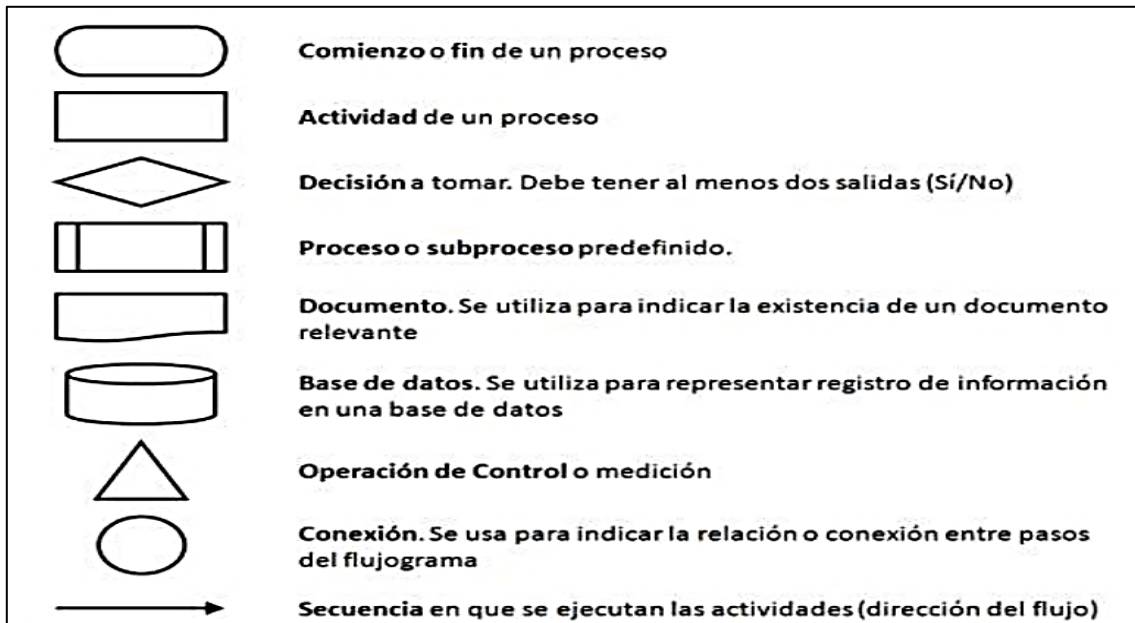 Comienzo o fin de un proceso
Actividad de un proceso
Decisión a tomar. Debe tener al menos dos salidas (Sí/No)
Proceso o subproceso predefinido.
Documento. Se utiliza para indicar la existencia de un documento
relevante
Base de datos. Se utiliza para representar registro de información
en una base de datos
Operación de Control o medición
Conexión. Se usa para indicar la relación o conexión entre pasos
del flujograma
Secuencia en que se ejecutan las actividades (dirección del flujo)